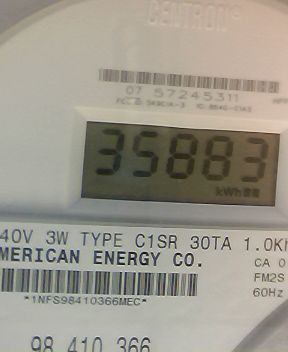 CENTRON®
07 57245311
35883
kWh
40V 3W TYPE C1SR 30TA 1.0Kh
MERICAN ENERGY CO.
CA 0
FM2S
60Hz
*1NFS98410366MEC*
98 410 366